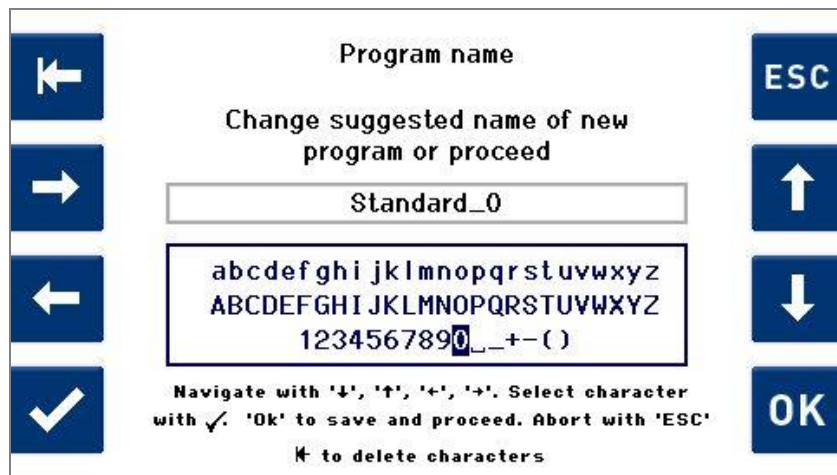 Program name
ESC
Change suggested name of new
program or proceed
Standard_0
abcdefghijklmnopqrstuvwxyz
ABCDEFGHIJKLMNOPQRSTUVWXYZ
1234567890␣_+-()
Navigate with '↓', '↑', '←', '→'. Select character
with ✓. 'Ok' to save and proceed. Abort with 'ESC'
OK
⇤ to delete characters